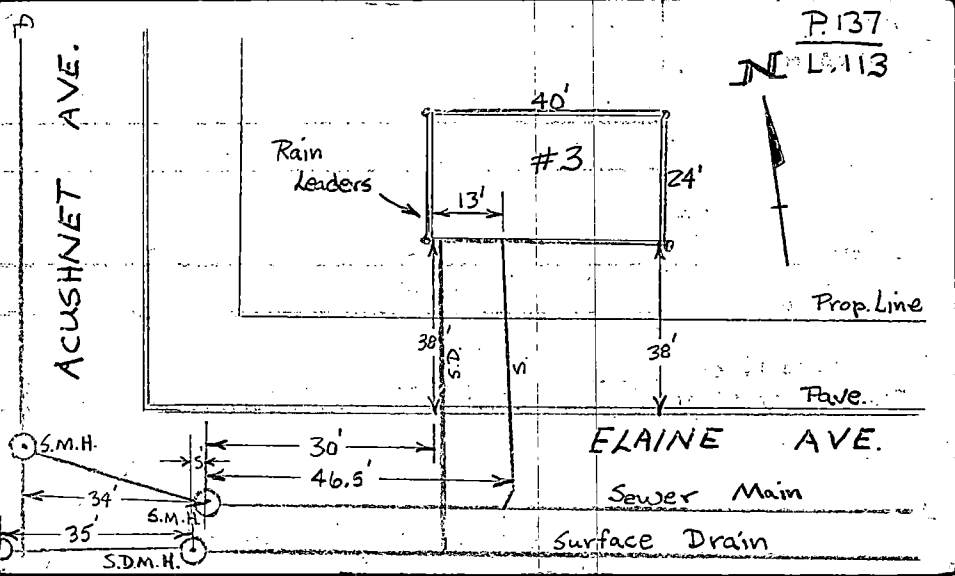 P. 137
L. 113
N
ACUSHNET AVE.
40'
Rain
Leaders
#3
24'
13'
Prop. Line
38'
S.D.
S.
38'
Pave.
ELAINE AVE.
S.M.H.
5'
30'
46.5'
34'
S.M.H.
Sewer Main
35'
S.D.M.H.
Surface Drain